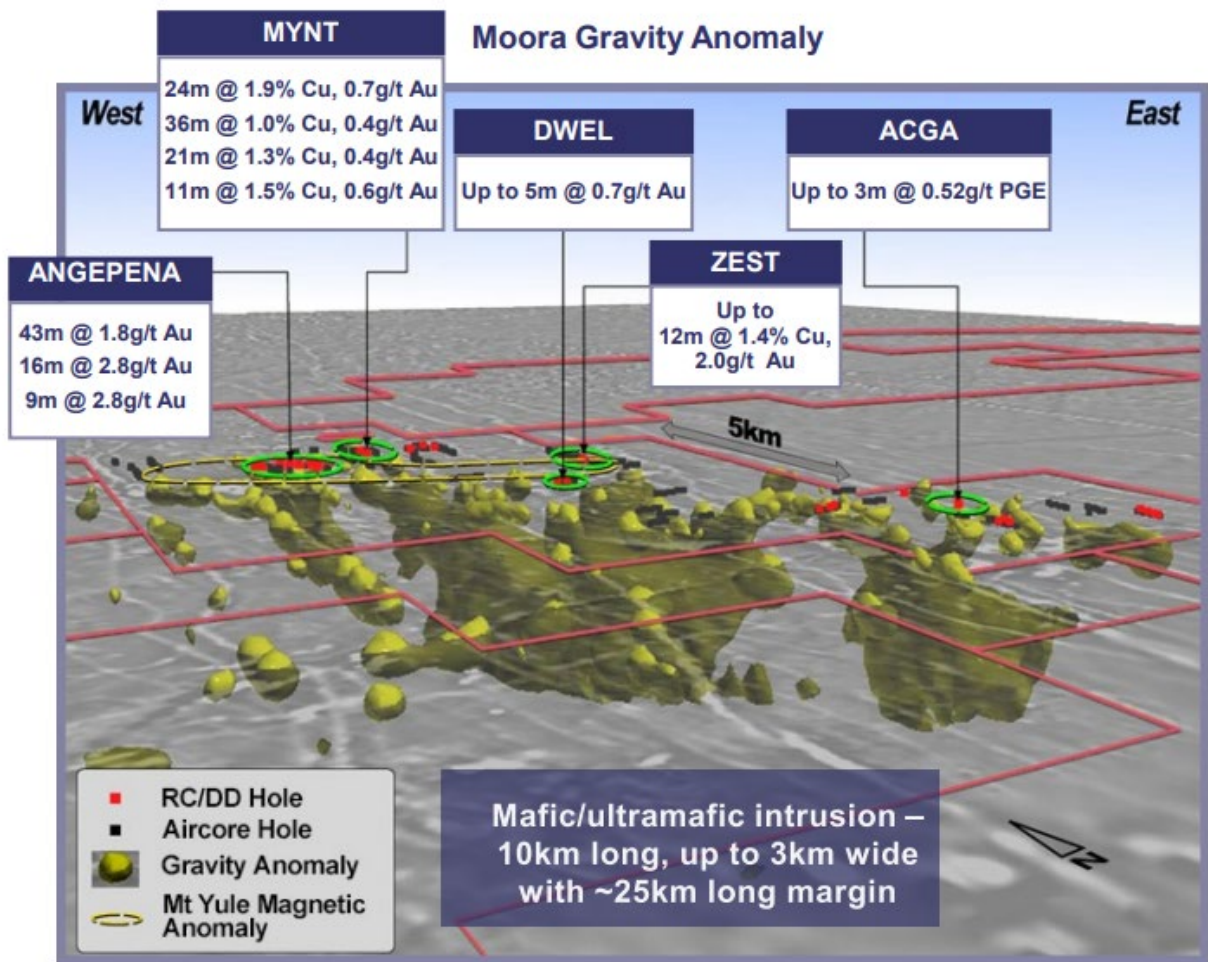 Moora Gravity Anomaly
West
East
MYNT
24m @ 1.9% Cu, 0.7g/t Au
36m @ 1.0% Cu, 0.4g/t Au
21m @ 1.3% Cu, 0.4g/t Au
11m @ 1.5% Cu, 0.6g/t Au
DWEL
Up to 5m @ 0.7g/t Au
ACGA
Up to 3m @ 0.52g/t PGE
ANGEPENA
43m @ 1.8g/t Au
16m @ 2.8g/t Au
9m @ 2.8g/t Au
ZEST
Up to
12m @ 1.4% Cu,
2.0g/t Au
5km
RC/DD Hole
Aircore Hole
Gravity Anomaly
Mt Yule Magnetic
Anomaly
Mafic/ultramafic intrusion –
10km long, up to 3km wide
with ~25km long margin
N